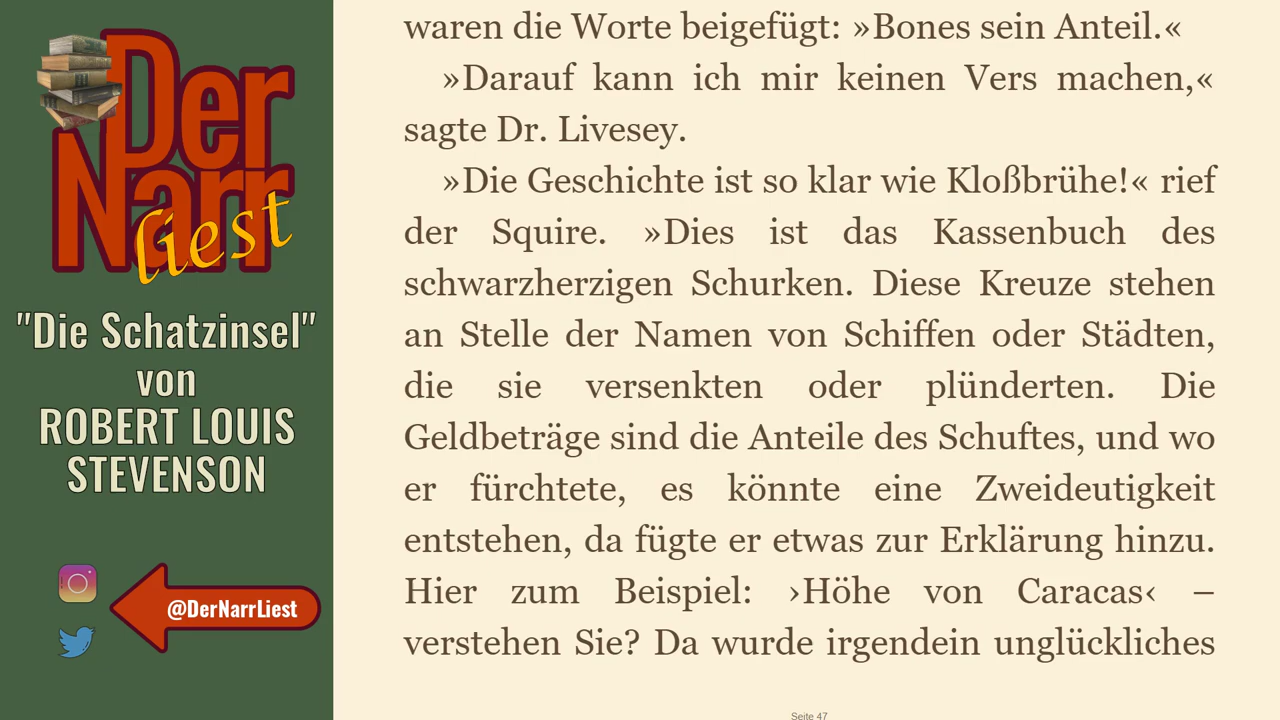 Der
Narr
liest
"Die Schatzinsel"
von
ROBERT LOUIS
STEVENSON
@DerNarrLiest
waren die Worte beigefügt: »Bones sein Anteil.«
»Darauf kann ich mir keinen Vers machen,«
sagte Dr. Livesey.
»Die Geschichte ist so klar wie Kloßbrühe!« rief
der Squire. »Dies ist das Kassenbuch des
schwarzherzigen Schurken. Diese Kreuze stehen
an Stelle der Namen von Schiffen oder Städten,
die sie versenkten oder plünderten. Die
Geldbeträge sind die Anteile des Schuftes, und wo
er fürchtete, es könnte eine Zweideutigkeit
entstehen, da fügte er etwas zur Erklärung hinzu.
Hier zum Beispiel: ›Höhe von Caracas‹ –
verstehen Sie? Da wurde irgendein unglückliches
Seite 47